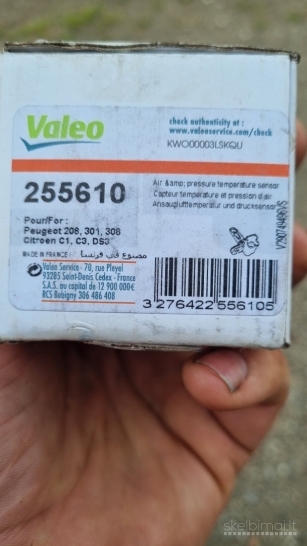 Valeo
check authenticity at :
www.valeoservice.com/check
KWO00003LSKQU
255610
Air &amp; pressure temperature sensor
Capteur température et pression d'air
Ansauglufttemperatur und drucksensor
Pour/For :
Peugeot 208, 301, 308
Citroen C1, C3, DS3
MADE IN FRANCE / مصنوع في فرنسا
Valeo Service - 70, rue Pleyel
93285 Saint-Denis Cedex - France
S.A.S. au capital de 12 900 000€
RCS Bobigny 306 486 408
3 276422 556105
skelbimai.lt